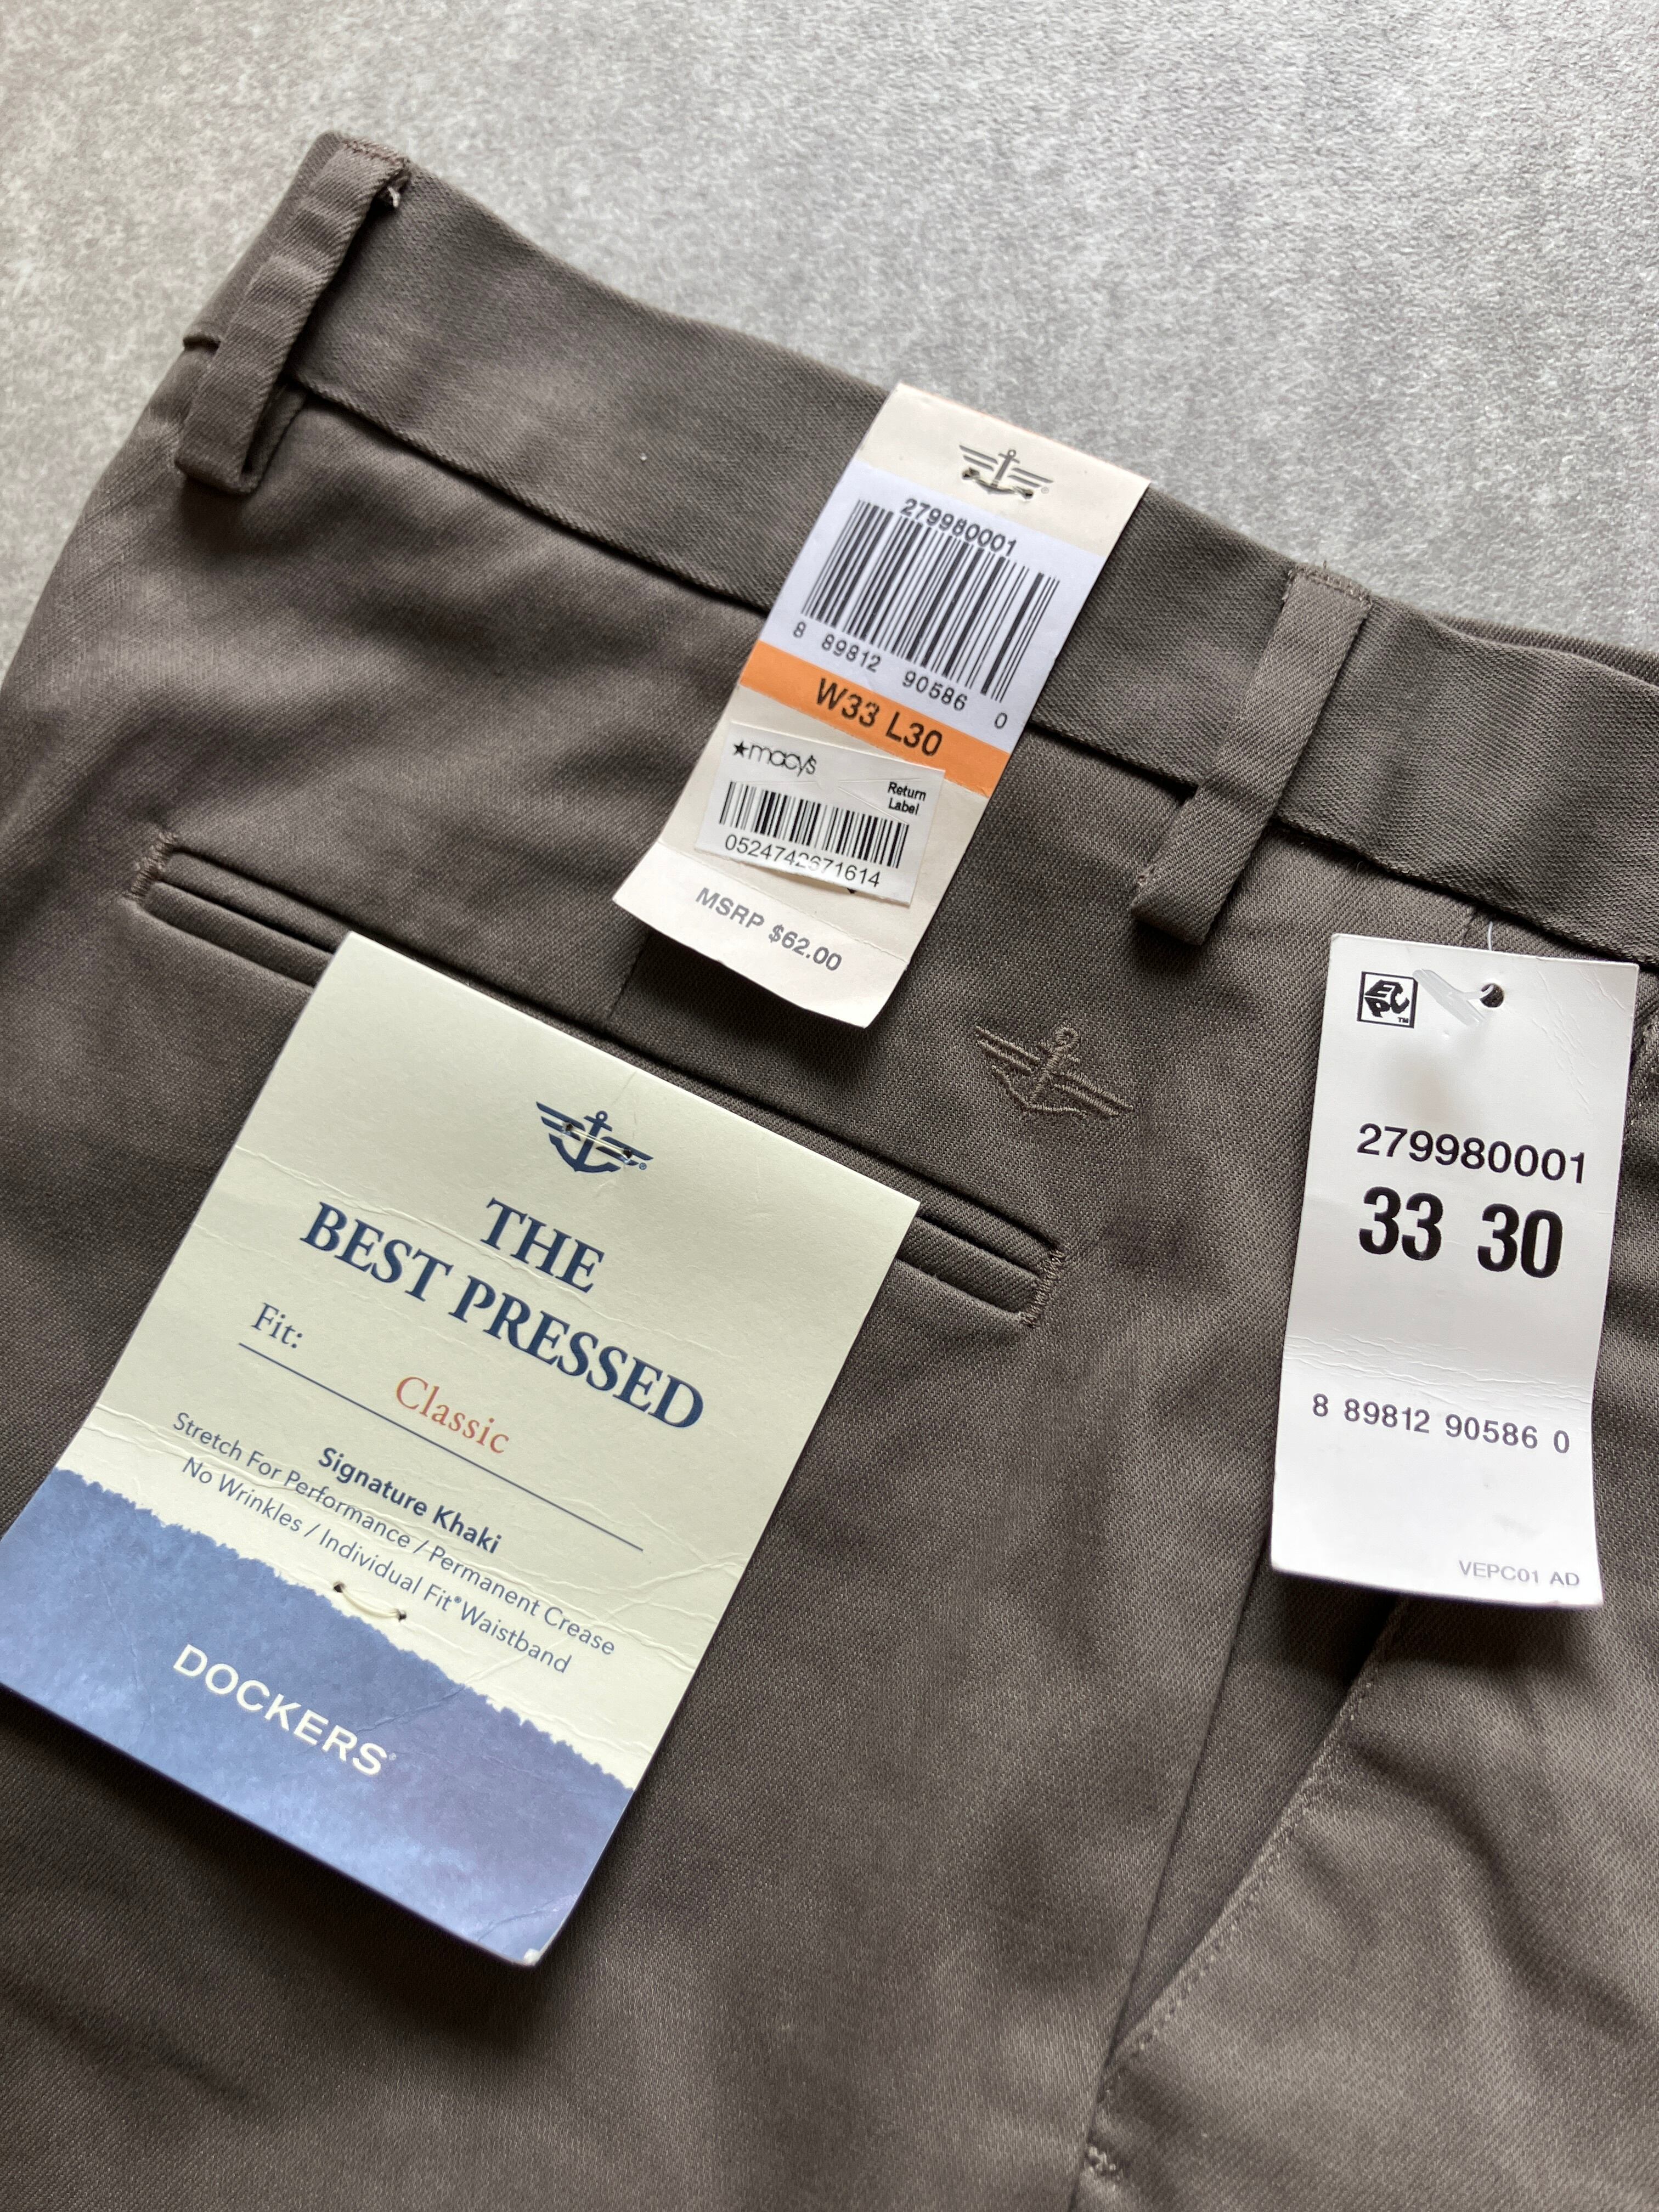 279980001
8 89812 90586 0
W33 L30
★macy's
Return
Label
0524742671614
MSRP $62.00
THE
BEST PRESSED
Fit:
Classic
Signature Khaki
Stretch For Performance / Permanent Crease
No Wrinkles / Individual Fit® Waistband
DOCKERS®
EPC™
279980001
33 30
8 89812 90586 0
VEPC01 AD